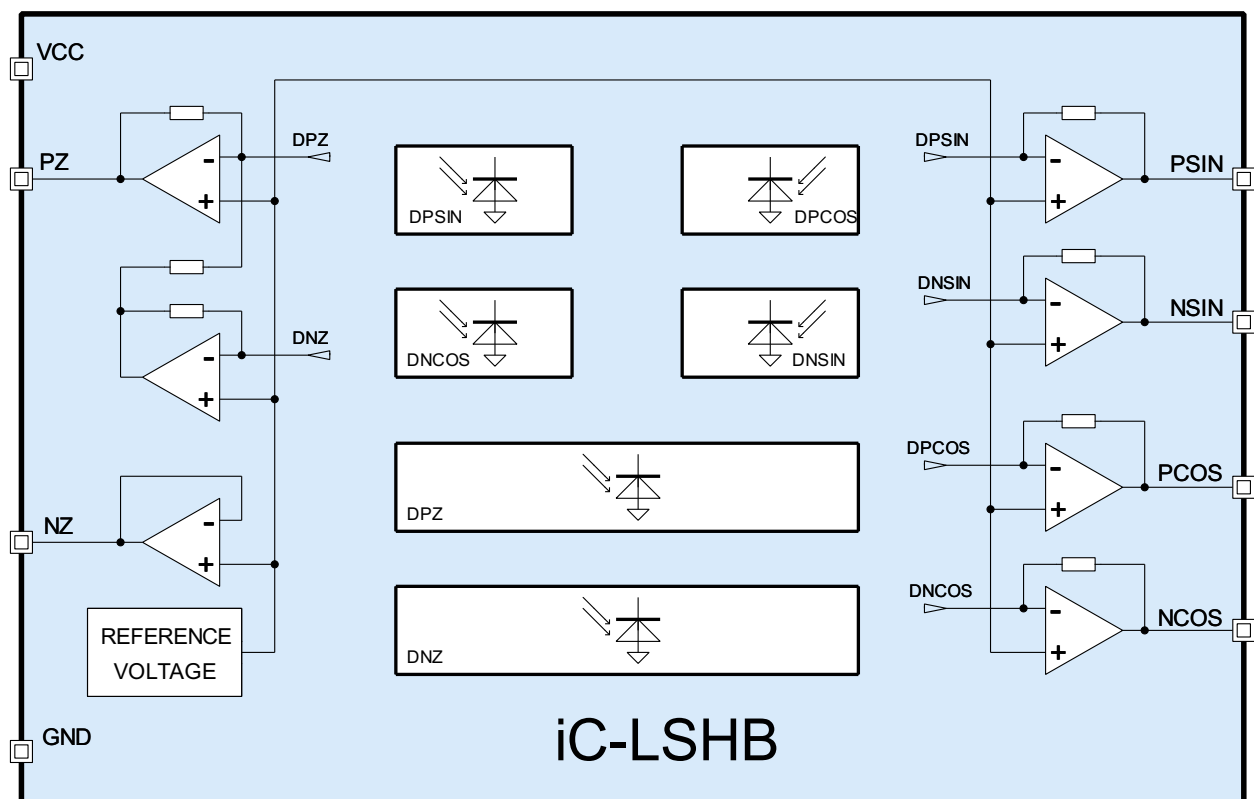 VCC
PZ
DPZ
DPSIN
DPCOS
DPSIN
PSIN
DNZ
DNCOS
DNSIN
DNSIN
NSIN
NZ
DPZ
DPCOS
PCOS
REFERENCE
VOLTAGE
DNZ
DNCOS
NCOS
GND
iC-LSHB